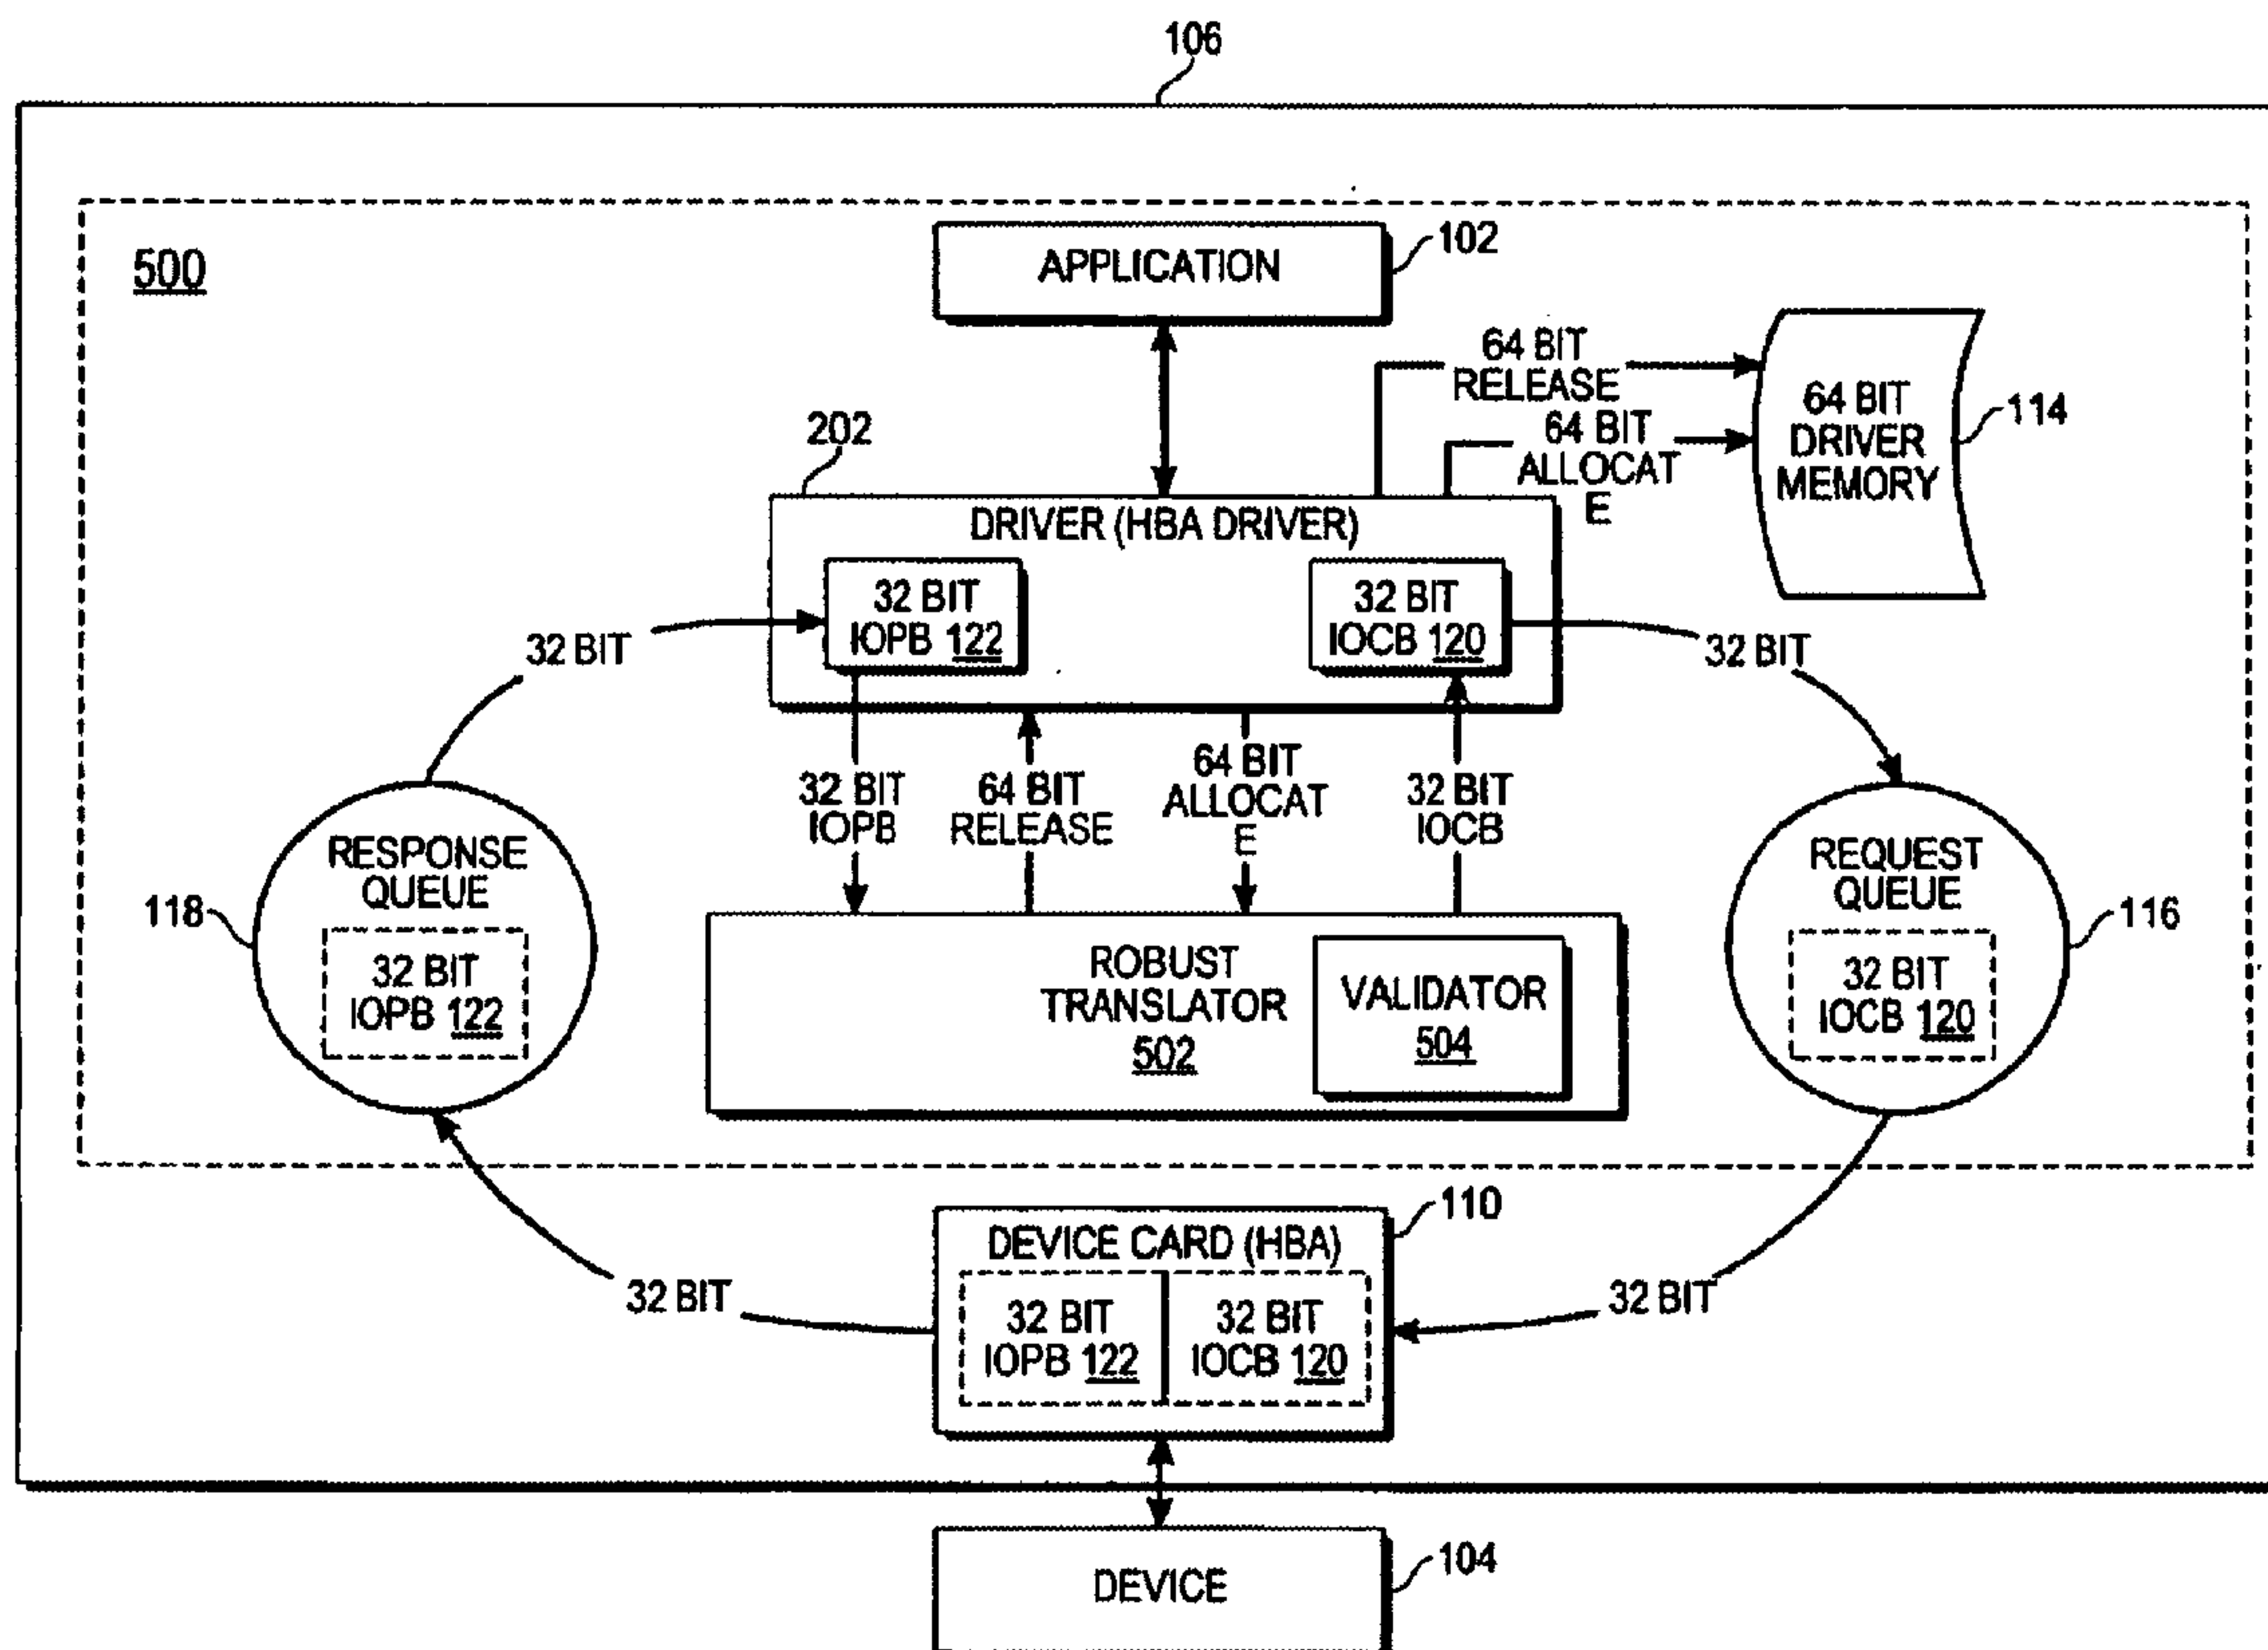 106
500
APPLICATION
102
64 BIT
RELEASE
64 BIT
ALLOCAT
E
64 BIT
DRIVER
MEMORY
114
202
DRIVER (HBA DRIVER)
32 BIT
IOPB 122
32 BIT
IOCB 120
32 BIT
32 BIT
32 BIT
IOPB
64 BIT
RELEASE
64 BIT
ALLOCAT
E
32 BIT
IOCB
RESPONSE
QUEUE
32 BIT
IOPB 122
118
ROBUST
TRANSLATOR
502
VALIDATOR
504
REQUEST
QUEUE
32 BIT
IOCB 120
116
110
DEVICE CARD (HBA)
32 BIT
IOPB 122
32 BIT
IOCB 120
32 BIT
32 BIT
DEVICE
104